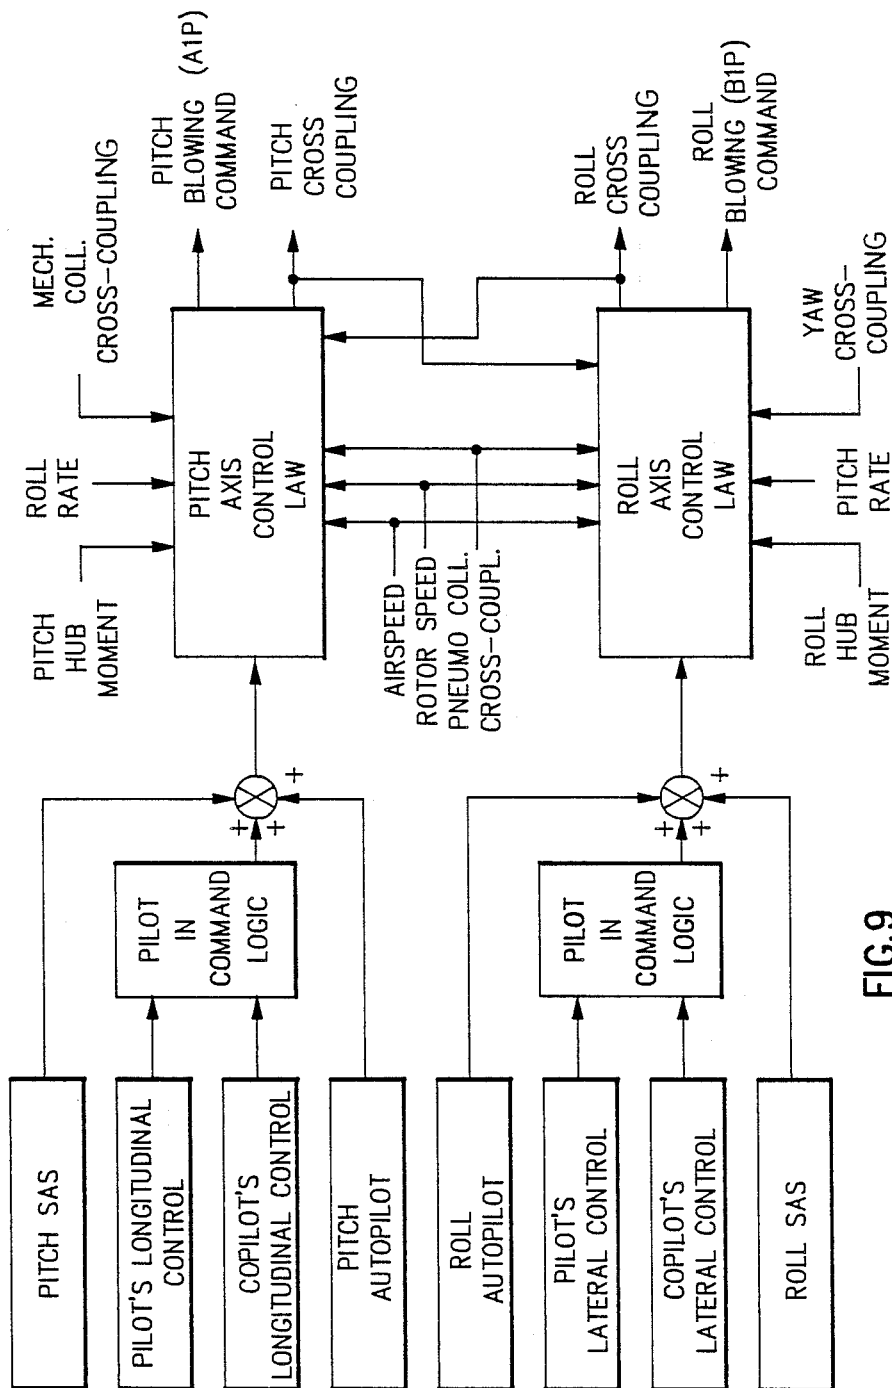 PITCH SAS
PILOT'S LONGITUDINAL
CONTROL
COPILOT'S
LONGITUDINAL CONTROL
PITCH
AUTOPILOT
ROLL
AUTOPILOT
PILOT'S
LATERAL CONTROL
COPILOT'S
LATERAL CONTROL
ROLL SAS
PILOT
IN
COMMAND
LOGIC
+
+
+
PILOT
IN
COMMAND
LOGIC
+
+
+
PITCH
HUB
MOMENT
ROLL
RATE
MECH.
COLL.
CROSS-COUPLING
PITCH
AXIS
CONTROL
LAW
AIRSPEED
ROTOR SPEED
PNEUMO COLL.
CROSS-COUPL.
ROLL
AXIS
CONTROL
LAW
ROLL
HUB
MOMENT
PITCH
RATE
YAW
CROSS-
COUPLING
PITCH
BLOWING (A1P)
COMMAND
PITCH
CROSS
COUPLING
ROLL
CROSS
COUPLING
ROLL
BLOWING (B1P)
COMMAND
FIG.9